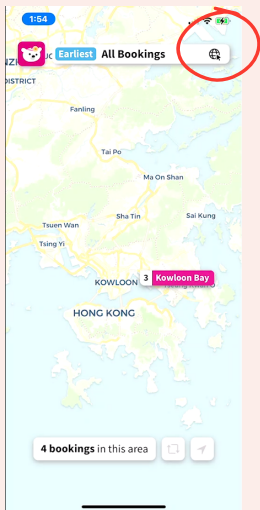 1:54
Earliest All Bookings
DISTRICT
Fanling
Tai Po
Ma On Shan
Sha Tin
Sai Kung
Tsuen Wan
Tsing Yi
3 Kowloon Bay
KOWLOON
HONG KONG
4 bookings in this area